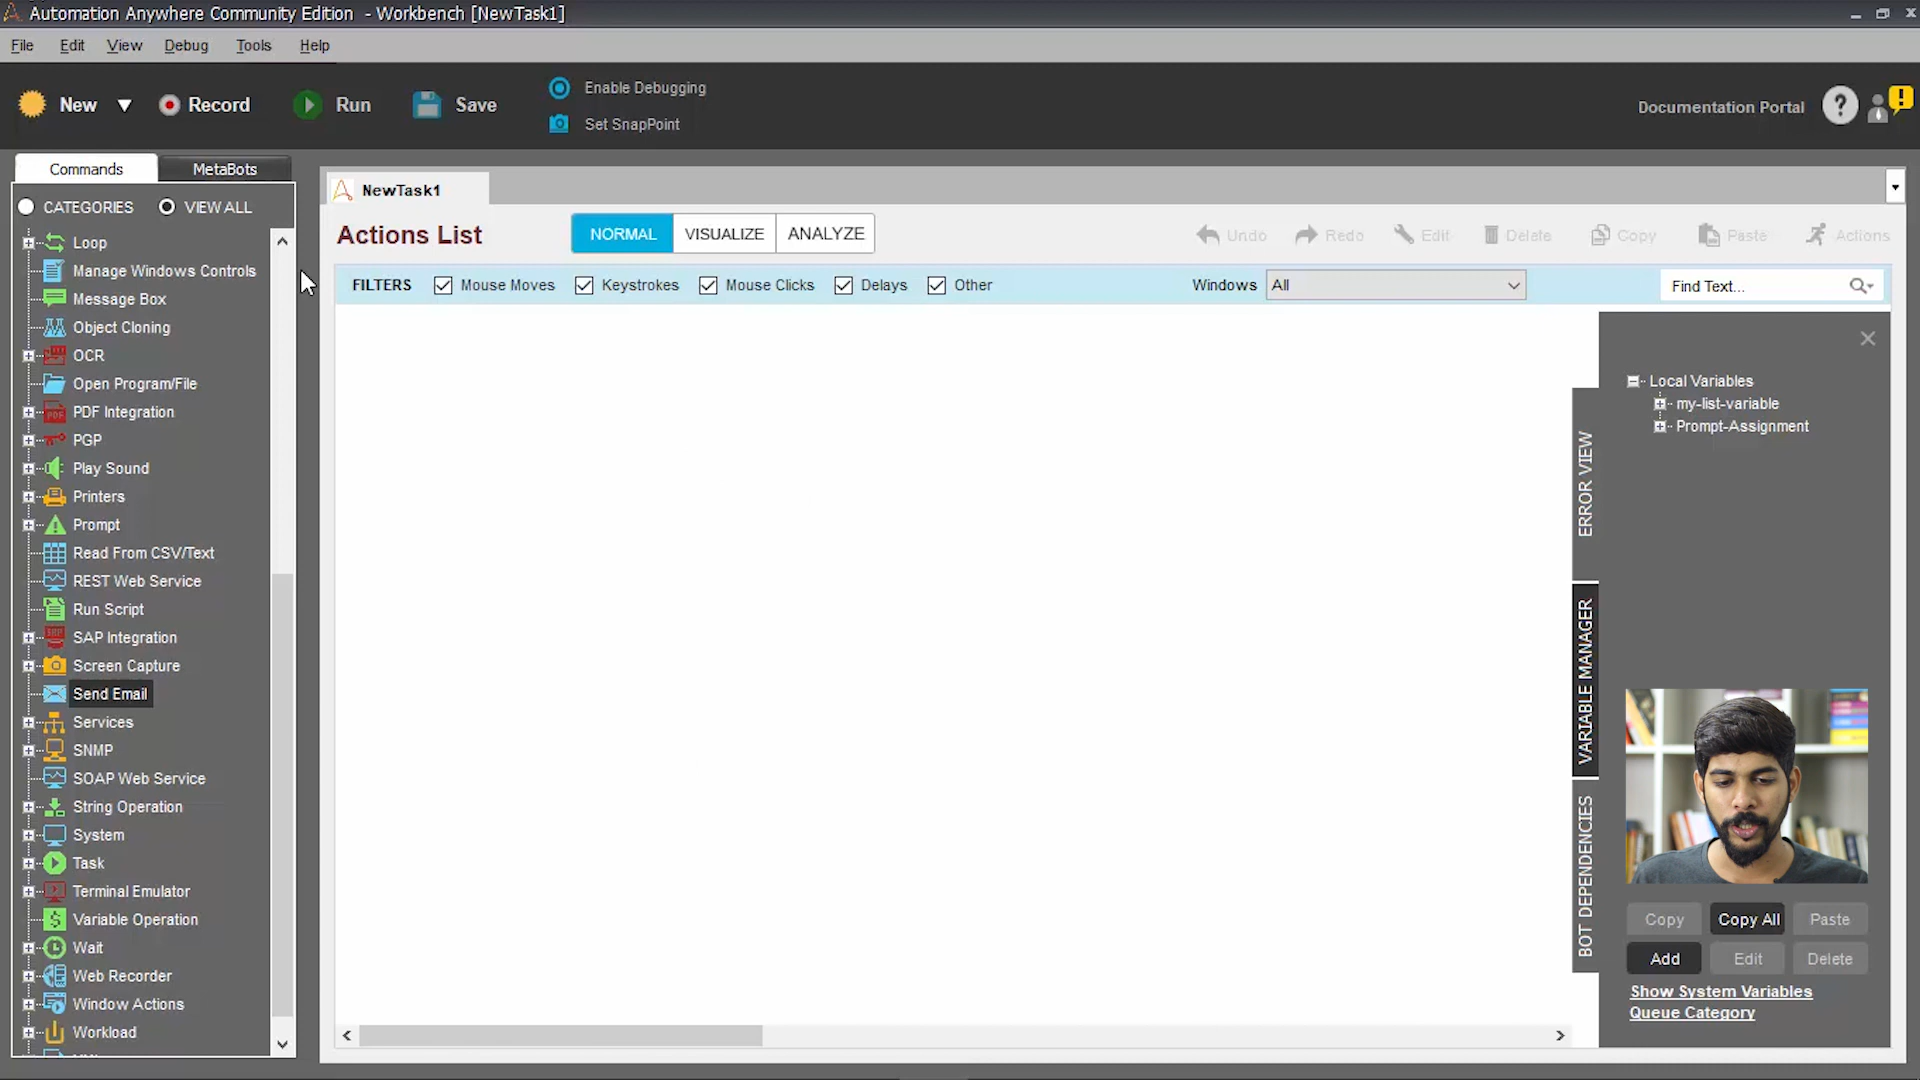 Automation Anywhere Community Edition - Workbench [NewTask1]
File Edit View Debug Tools Help
New Record Run Save
Enable Debugging
Set SnapPoint
Documentation Portal ?
Commands MetaBots
CATEGORIES VIEW ALL
Loop
Manage Windows Controls
Message Box
Object Cloning
OCR
Open Program/File
PDF Integration
PGP
Play Sound
Printers
Prompt
Read From CSV/Text
REST Web Service
Run Script
SAP Integration
Screen Capture
Send Email
Services
SNMP
SOAP Web Service
String Operation
System
Task
Terminal Emulator
Variable Operation
Wait
Web Recorder
Window Actions
Workload
NewTask1
Actions List NORMAL VISUALIZE ANALYZE Undo Redo Edit Delete Copy Paste Actions
FILTERS Mouse Moves Keystrokes Mouse Clicks Delays Other Windows All Find Text...
ERROR VIEW
VARIABLE MANAGER
BOT DEPENDENCIES
Local Variables
my-list-variable
Prompt-Assignment
Copy Copy All Paste
Add Edit Delete
Show System Variables
Queue Category